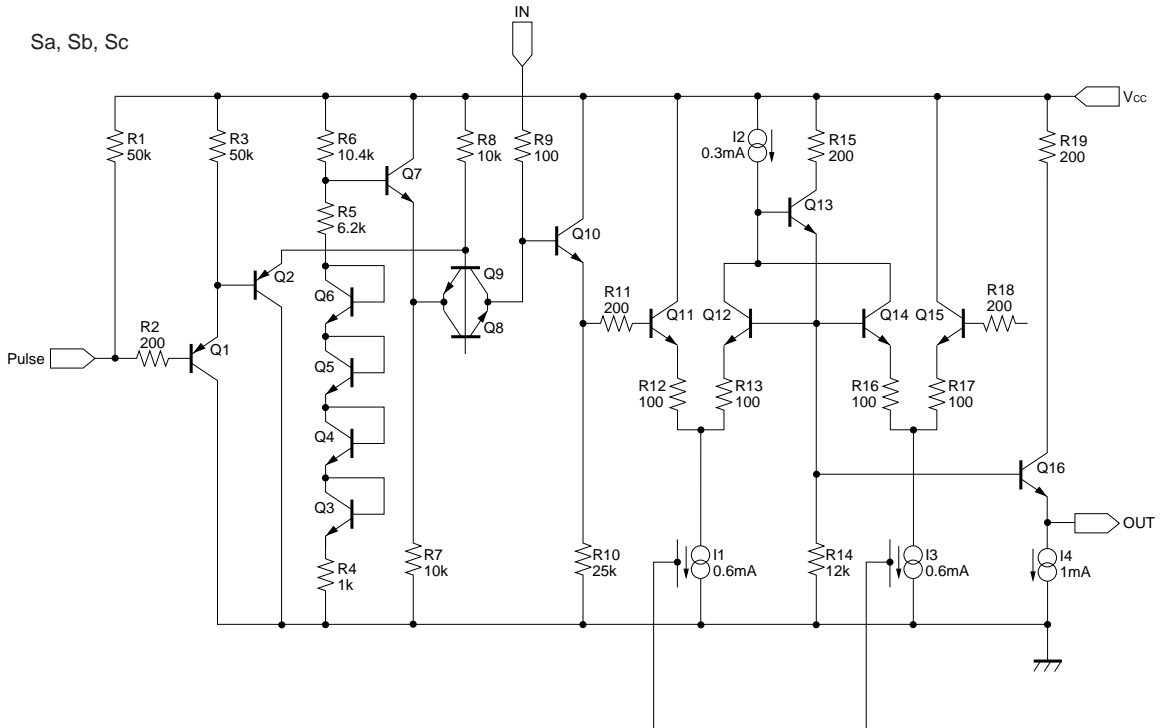 IN
Sa, Sb, Sc
Vcc
R1
50k
R3
50k
R6
10.4k
Q7
R8
10k
R9
100
I2
0.3mA
R15
200
R19
200
R5
6.2k
Q13
Q10
Q2
Q9
Q6
Q8
R11
200
Q11
Q12
Q14
Q15
R18
200
Pulse
R2
200
Q1
Q5
R12
100
R13
100
R16
100
R17
100
Q4
Q16
Q3
OUT
R4
1k
R7
10k
R10
25k
I1
0.6mA
R14
12k
I3
0.6mA
I4
1mA